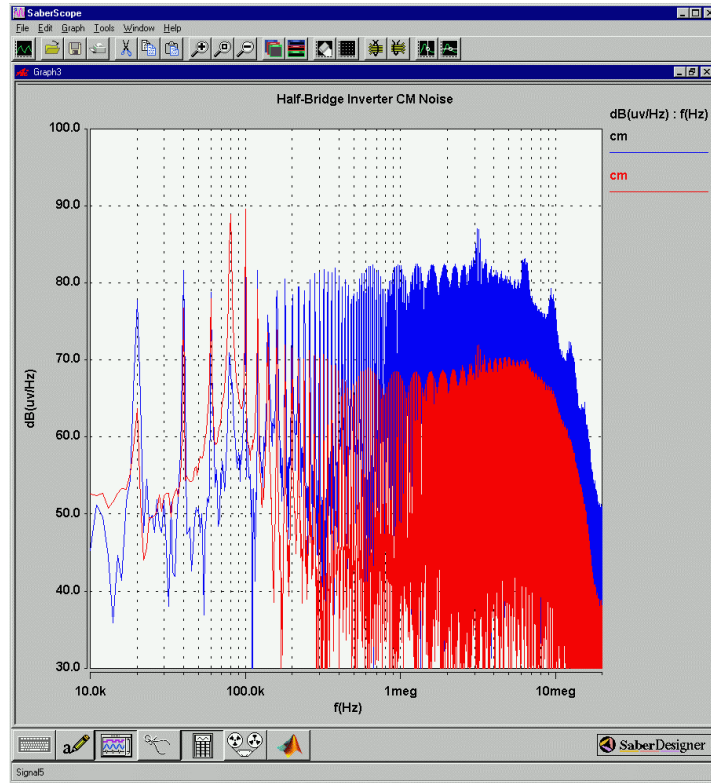 SaberScope
File Edit Graph Tools Window Help
Graph3
Half-Bridge Inverter CM Noise
dB(uv/Hz) : f(Hz)
cm
cm
100.0
90.0
80.0
70.0
60.0
50.0
40.0
30.0
dB(uv/Hz)
10.0k 100.0k 1meg 10meg
f(Hz)
a
SaberDesigner
Signal5